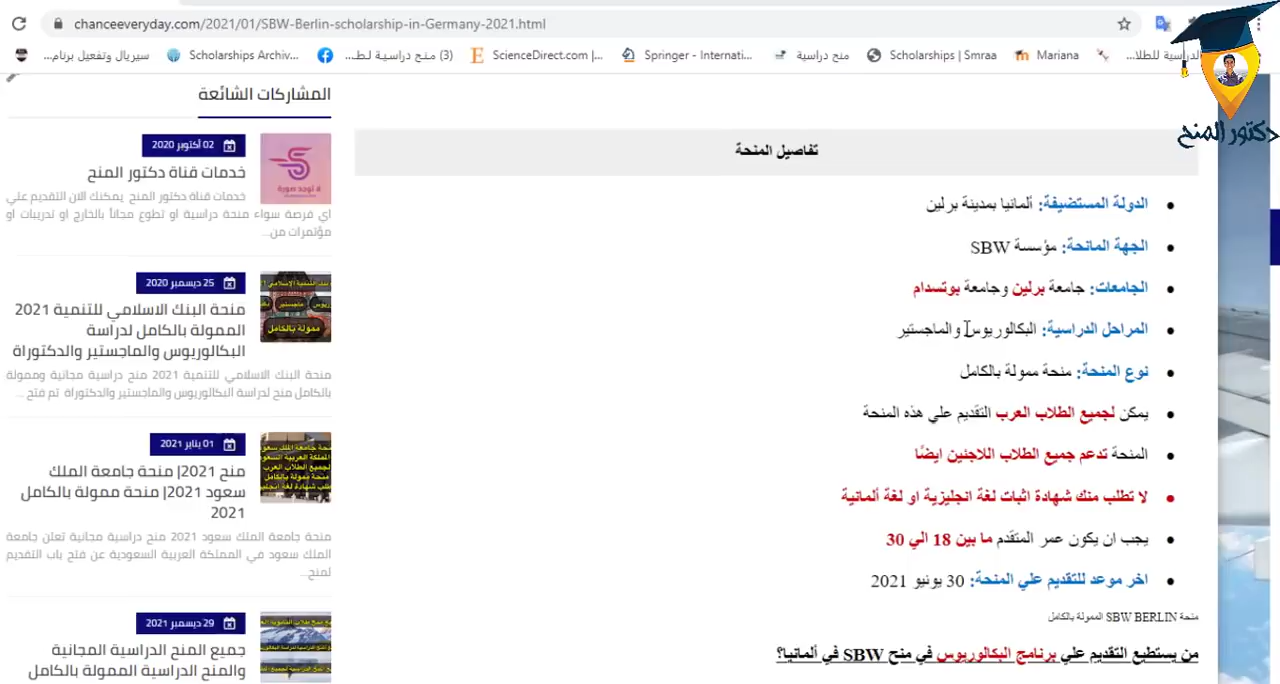 chanceeveryday.com/2021/01/SBW-Berlin-scholarship-in-Germany-2021.html
سيريال وتفعيل برنام...
Scholarships Archiv...
(3) منح دراسية لط...
ScienceDirect.com |...
Springer - Internati...
منح دراسية
Scholarships | Smraa
Mariana
دكتور المنح
المشاركات الشائعة
02 أكتوبر 2020
لا توجد صورة
خدمات قناة دكتور المنح
خدمات قناة دكتور المنح يمكنك الان التقديم علي
اي فرصة سواء منحة دراسية او تطوع مجاناً بالخارج او تدريبات او
مؤتمرات من...
25 ديسمبر 2020
ممولة بالكامل
منحة البنك الاسلامي للتنمية 2021
الممولة بالكامل لدراسة
البكالوريوس والماجستير والدكتوراة
منحة البنك الاسلامي للتنمية 2021 منح دراسية مجانية وممولة
بالكامل منح لدراسة البكالوريوس والماجستير والدكتوراة تم فتح ...
01 يناير 2021
منح 2021| منحة جامعة الملك
سعود 2021| منحة ممولة بالكامل
2021
منحة جامعة الملك سعود 2021 منح دراسية مجانية تعلن جامعة
الملك سعود في المملكة العربية السعودية عن فتح باب التقديم
لمنح...
29 ديسمبر 2021
جميع المنح الدراسية المجانية
والمنح الدراسية الممولة بالكامل
تفاصيل المنحة
الدولة المستضيفة: ألمانيا بمدينة برلين
الجهة المانحة: مؤسسة SBW
الجامعات: جامعة برلين وجامعة بوتسدام
المراحل الدراسية: البكالوريوس والماجستير
نوع المنحة: منحة ممولة بالكامل
يمكن لجميع الطلاب العرب التقديم علي هذه المنحة
المنحة تدعم جميع الطلاب اللاجئين ايضًا
لا تطلب منك شهادة اثبات لغة انجليزية او لغة ألمانية
يجب ان يكون عمر المتقدم ما بين 18 الي 30
اخر موعد للتقديم علي المنحة: 30 يونيو 2021
منحة SBW BERLIN الممولة بالكامل
من يستطيع التقديم علي برنامج البكالوريوس في منح SBW في ألمانيا؟